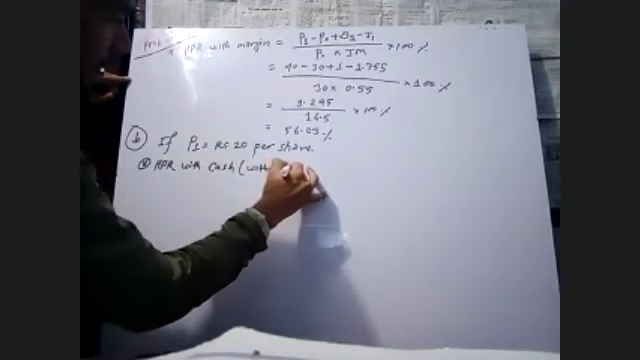 HPR with margin = P₁ - P₀ + D₁ - I₁ / P₀ × IM × 100 %
= 40 - 30 + 1 - 1.755 / 30 × 0.55 × 100 %
= 9.245 / 16.5 × 100 %
= 56.03 %
(b) If P₁ = Rs 20 per share.
(a) HPR with Cash (with